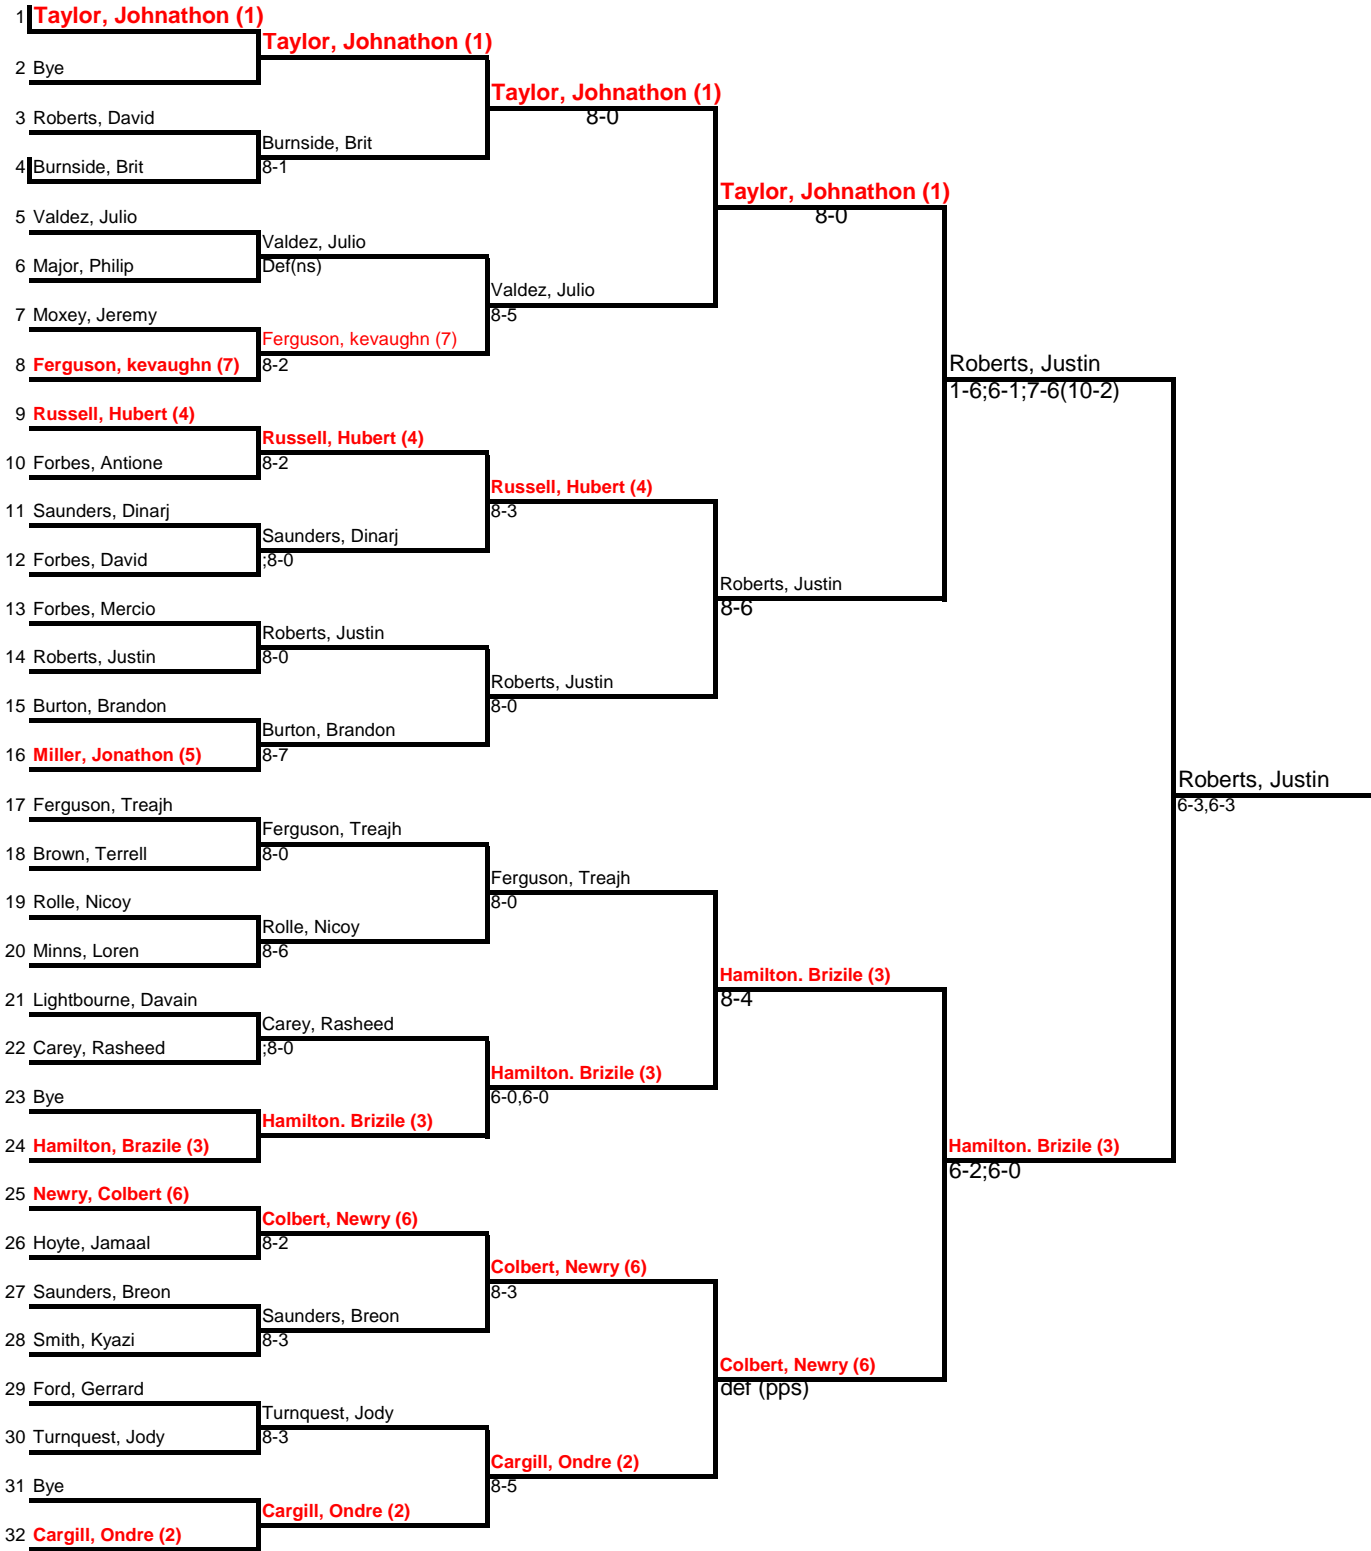 1 Taylor, Johnathon (1)
Taylor, Johnathon (1)
2 Bye
Taylor, Johnathon (1)
8-0
3 Roberts, David
Burnside, Brit
8-1
4 Burnside, Brit
Taylor, Johnathon (1)
8-0
5 Valdez, Julio
Valdez, Julio
Def(ns)
6 Major, Philip
Valdez, Julio
8-5
7 Moxey, Jeremy
Ferguson, kevaughn (7)
8-2
8 Ferguson, kevaughn (7)
Roberts, Justin
1-6;6-1;7-6(10-2)
9 Russell, Hubert (4)
Russell, Hubert (4)
8-2
10 Forbes, Antione
Russell, Hubert (4)
8-3
11 Saunders, Dinarj
Saunders, Dinarj
;8-0
12 Forbes, David
Roberts, Justin
8-6
13 Forbes, Mercio
Roberts, Justin
8-0
14 Roberts, Justin
Roberts, Justin
8-0
15 Burton, Brandon
Burton, Brandon
8-7
16 Miller, Jonathon (5)
Roberts, Justin
6-3,6-3
17 Ferguson, Treajh
Ferguson, Treajh
8-0
18 Brown, Terrell
Ferguson, Treajh
8-0
19 Rolle, Nicoy
Rolle, Nicoy
8-6
20 Minns, Loren
Hamilton. Brizile (3)
8-4
21 Lightbourne, Davain
Carey, Rasheed
;8-0
22 Carey, Rasheed
Hamilton. Brizile (3)
6-0,6-0
23 Bye
Hamilton. Brizile (3)
24 Hamilton, Brazile (3)
Hamilton. Brizile (3)
6-2;6-0
25 Newry, Colbert (6)
Colbert, Newry (6)
8-2
26 Hoyte, Jamaal
Colbert, Newry (6)
8-3
27 Saunders, Breon
Saunders, Breon
8-3
28 Smith, Kyazi
Colbert, Newry (6)
def (pps)
29 Ford, Gerrard
Turnquest, Jody
8-3
30 Turnquest, Jody
Cargill, Ondre (2)
8-5
31 Bye
Cargill, Ondre (2)
32 Cargill, Ondre (2)